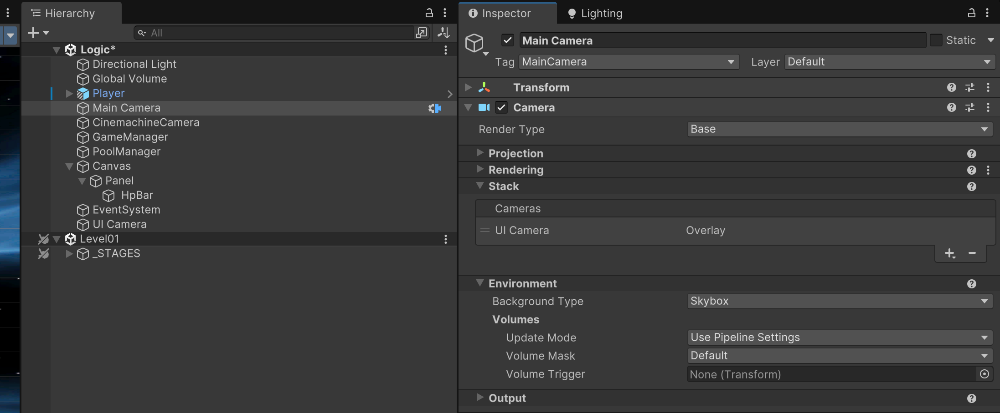 Hierarchy
All
Logic*
Directional Light
Global Volume
Player
Main Camera
CinemachineCamera
GameManager
PoolManager
Canvas
Panel
HpBar
EventSystem
UI Camera
Level01
_STAGES
Inspector
Lighting
Main Camera
Static
Tag MainCamera Layer Default
Transform
Camera
Render Type Base
Projection
Rendering
Stack
Cameras
UI Camera Overlay
Environment
Background Type Skybox
Volumes
Update Mode Use Pipeline Settings
Volume Mask Default
Volume Trigger None (Transform)
Output